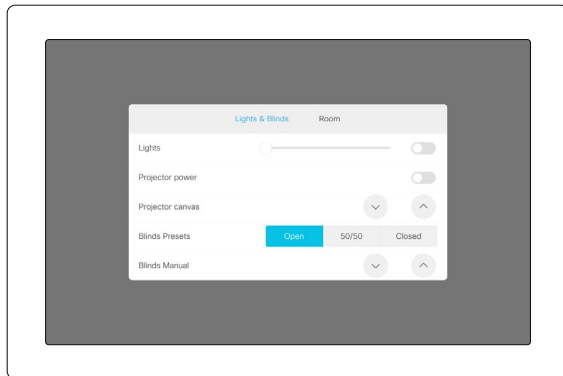 Lights & Blinds Room
Lights
Projector power
Projector canvas
Blinds Presets Open 50/50 Closed
Blinds Manual